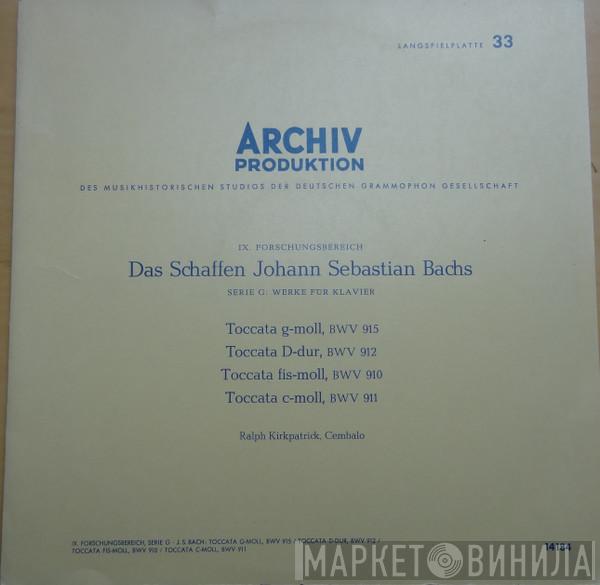 LANGSPIELPLATTE 33
ARCHIV
PRODUKTION
DES MUSIKHISTORISCHEN STUDIOS DER DEUTSCHEN GRAMMOPHON GESELLSCHAFT
IX. FORSCHUNGSBEREICH
Das Schaffen Johann Sebastian Bachs
SERIE G: WERKE FÜR KLAVIER
Toccata g-moll, BWV 915
Toccata D-dur, BWV 912
Toccata fis-moll, BWV 910
Toccata c-moll, BWV 911
Ralph Kirkpatrick, Cembalo
IX. FORSCHUNGSBEREICH, SERIE G - J. S. BACH: TOCCATA G-MOLL, BWV 915 / TOCCATA D-DUR, BWV 912 /
TOCCATA FIS-MOLL, BWV 910 / TOCCATA C-MOLL, BWV 911
14184
МАРКЕТ ВИНИЛА